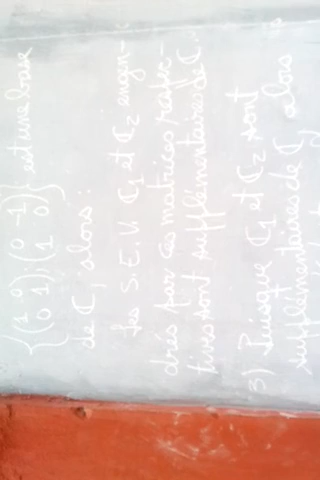 {(1 0
0 1);(0 -1
1 0)} est une base
de C, alors :
Les S.E.V. C₁ et C₂ engen-
drés par ces matrices respec-
tives sont supplémentaires de C
3) Puisque C₁ et C₂ sont
supplémentaires de C alors